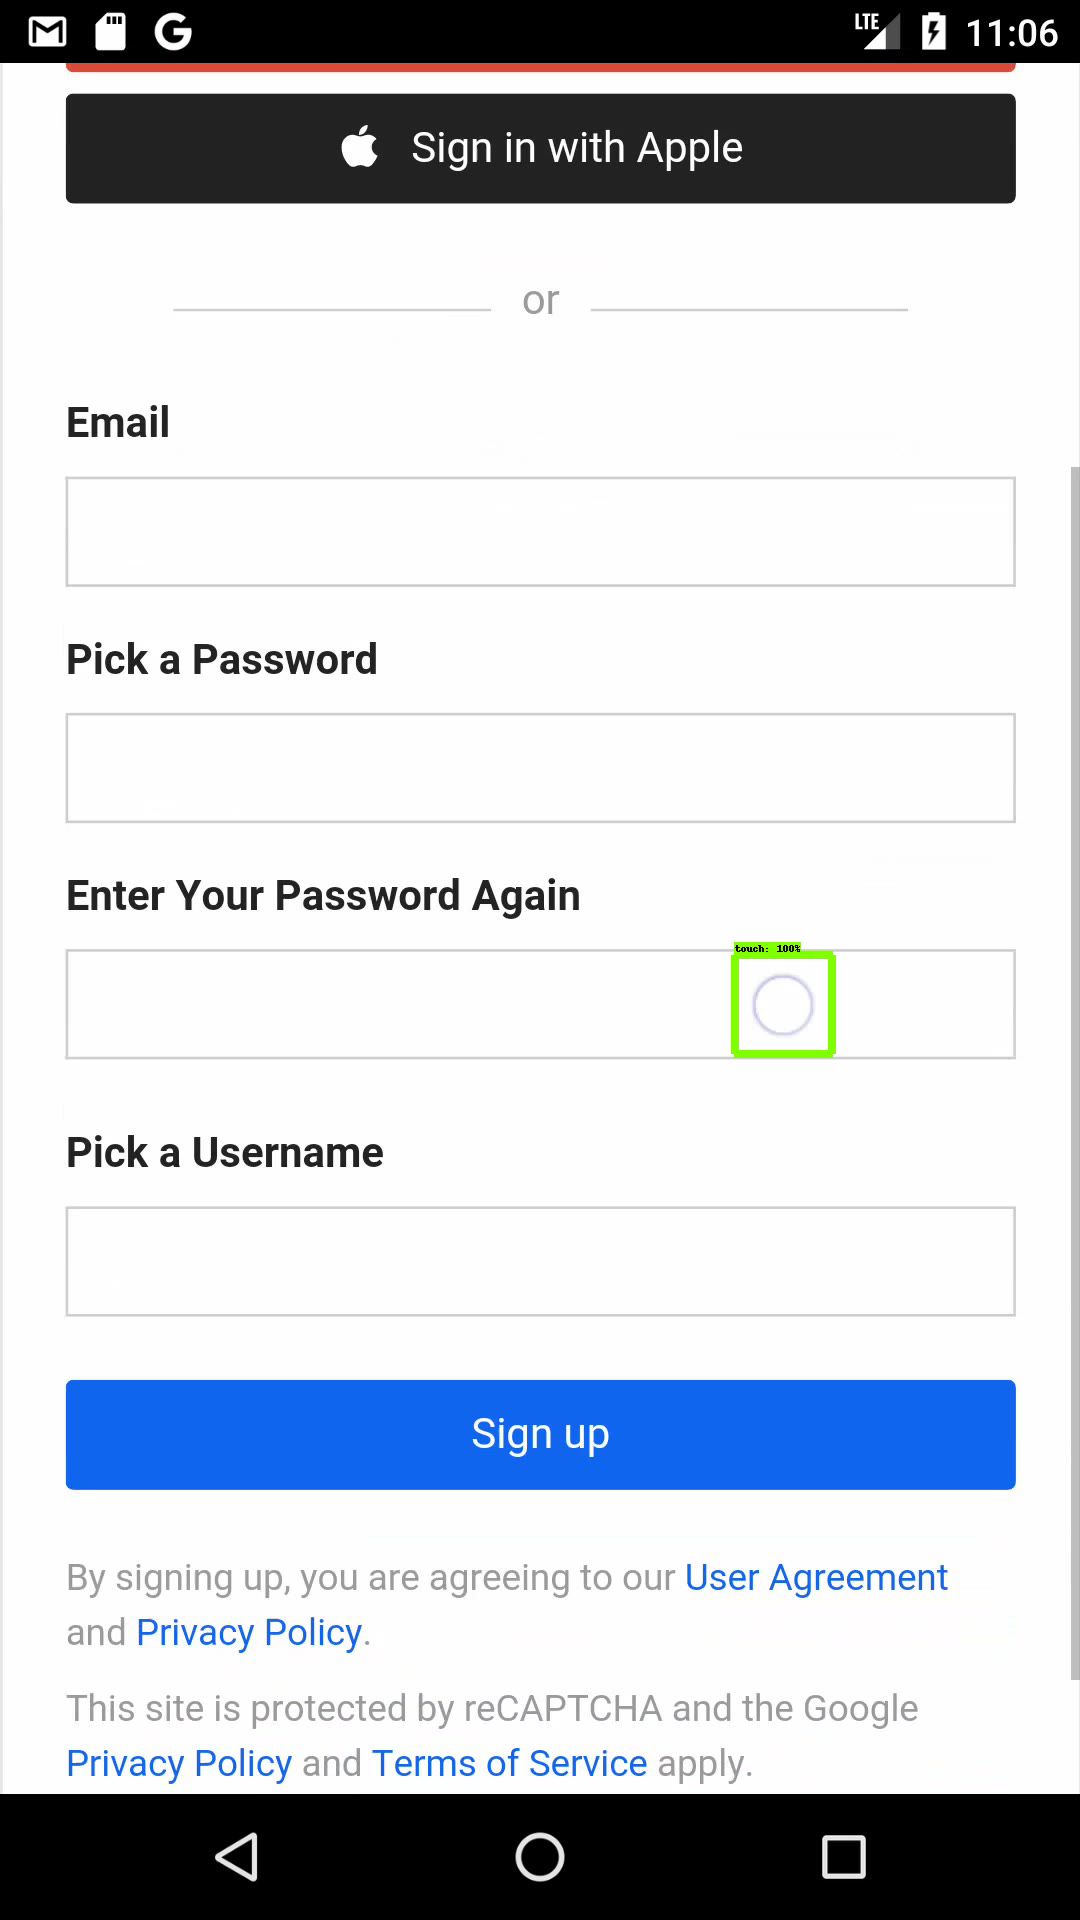 LTE 11:06
Sign in with Apple
or
Email
Pick a Password
Enter Your Password Again
touch: 100%
Pick a Username
Sign up
By signing up, you are agreeing to our User Agreement
and Privacy Policy.
This site is protected by reCAPTCHA and the Google
Privacy Policy and Terms of Service apply.